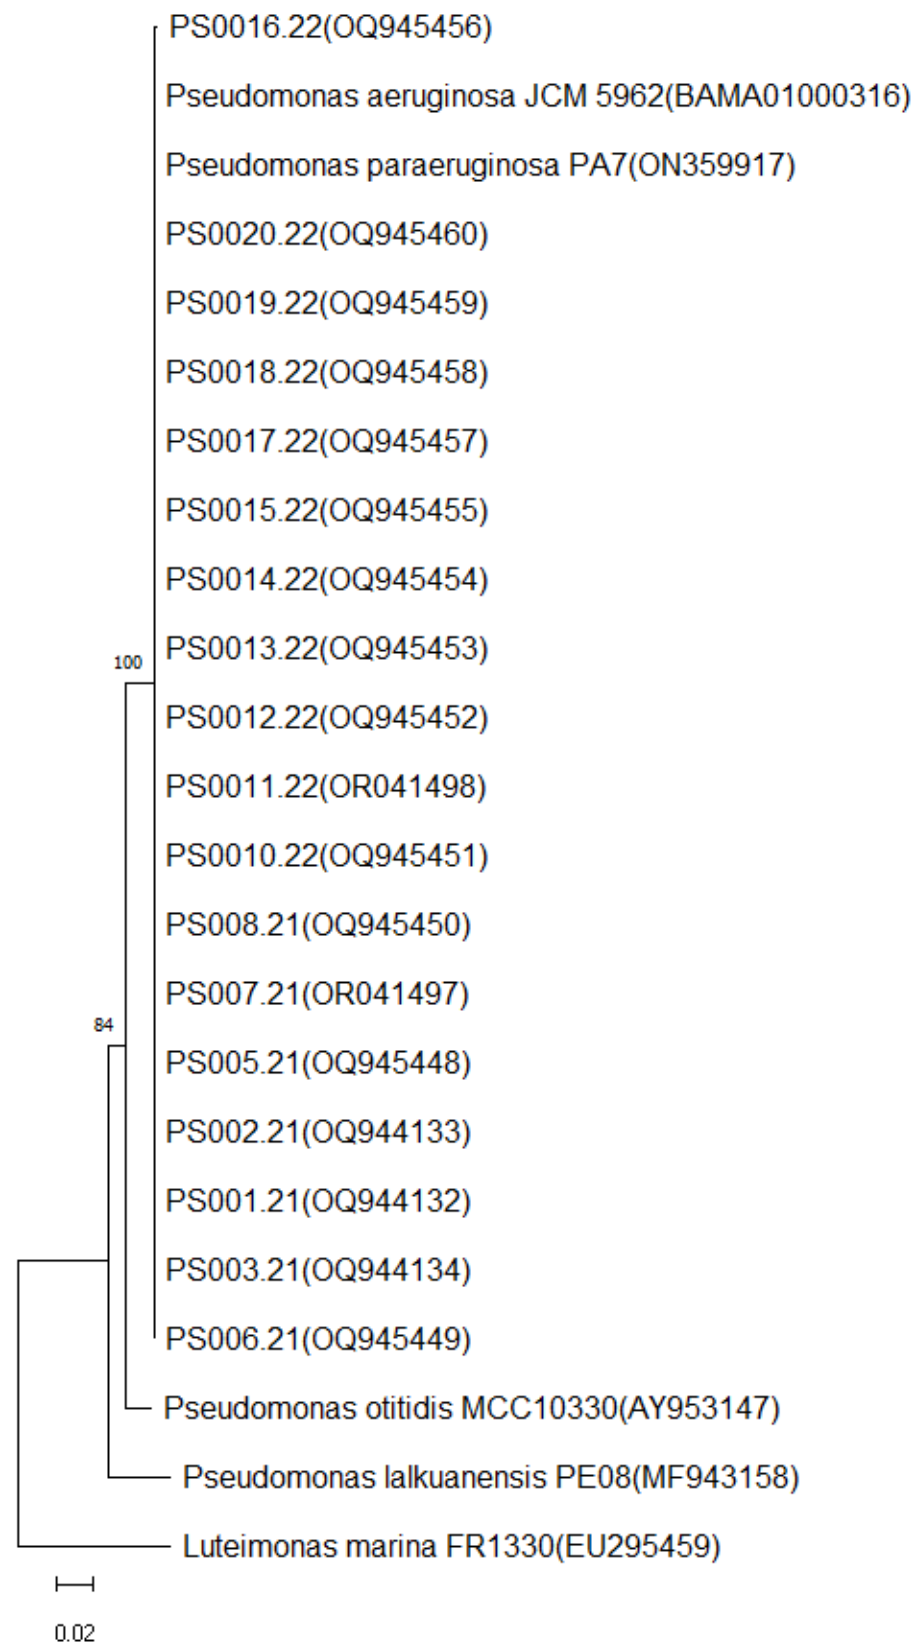 PS0016.22(OQ945456)
Pseudomonas aeruginosa JCM 5962(BAMA01000316)
Pseudomonas paraeruginosa PA7(ON359917)
PS0020.22(OQ945460)
PS0019.22(OQ945459)
PS0018.22(OQ945458)
PS0017.22(OQ945457)
PS0015.22(OQ945455)
PS0014.22(OQ945454)
PS0013.22(OQ945453)
100
PS0012.22(OQ945452)
PS0011.22(OR041498)
PS0010.22(OQ945451)
PS008.21(OQ945450)
PS007.21(OR041497)
84
PS005.21(OQ945448)
PS002.21(OQ944133)
PS001.21(OQ944132)
PS003.21(OQ944134)
PS006.21(OQ945449)
Pseudomonas otitidis MCC10330(AY953147)
Pseudomonas lalkuanensis PE08(MF943158)
Luteimonas marina FR1330(EU295459)
0.02